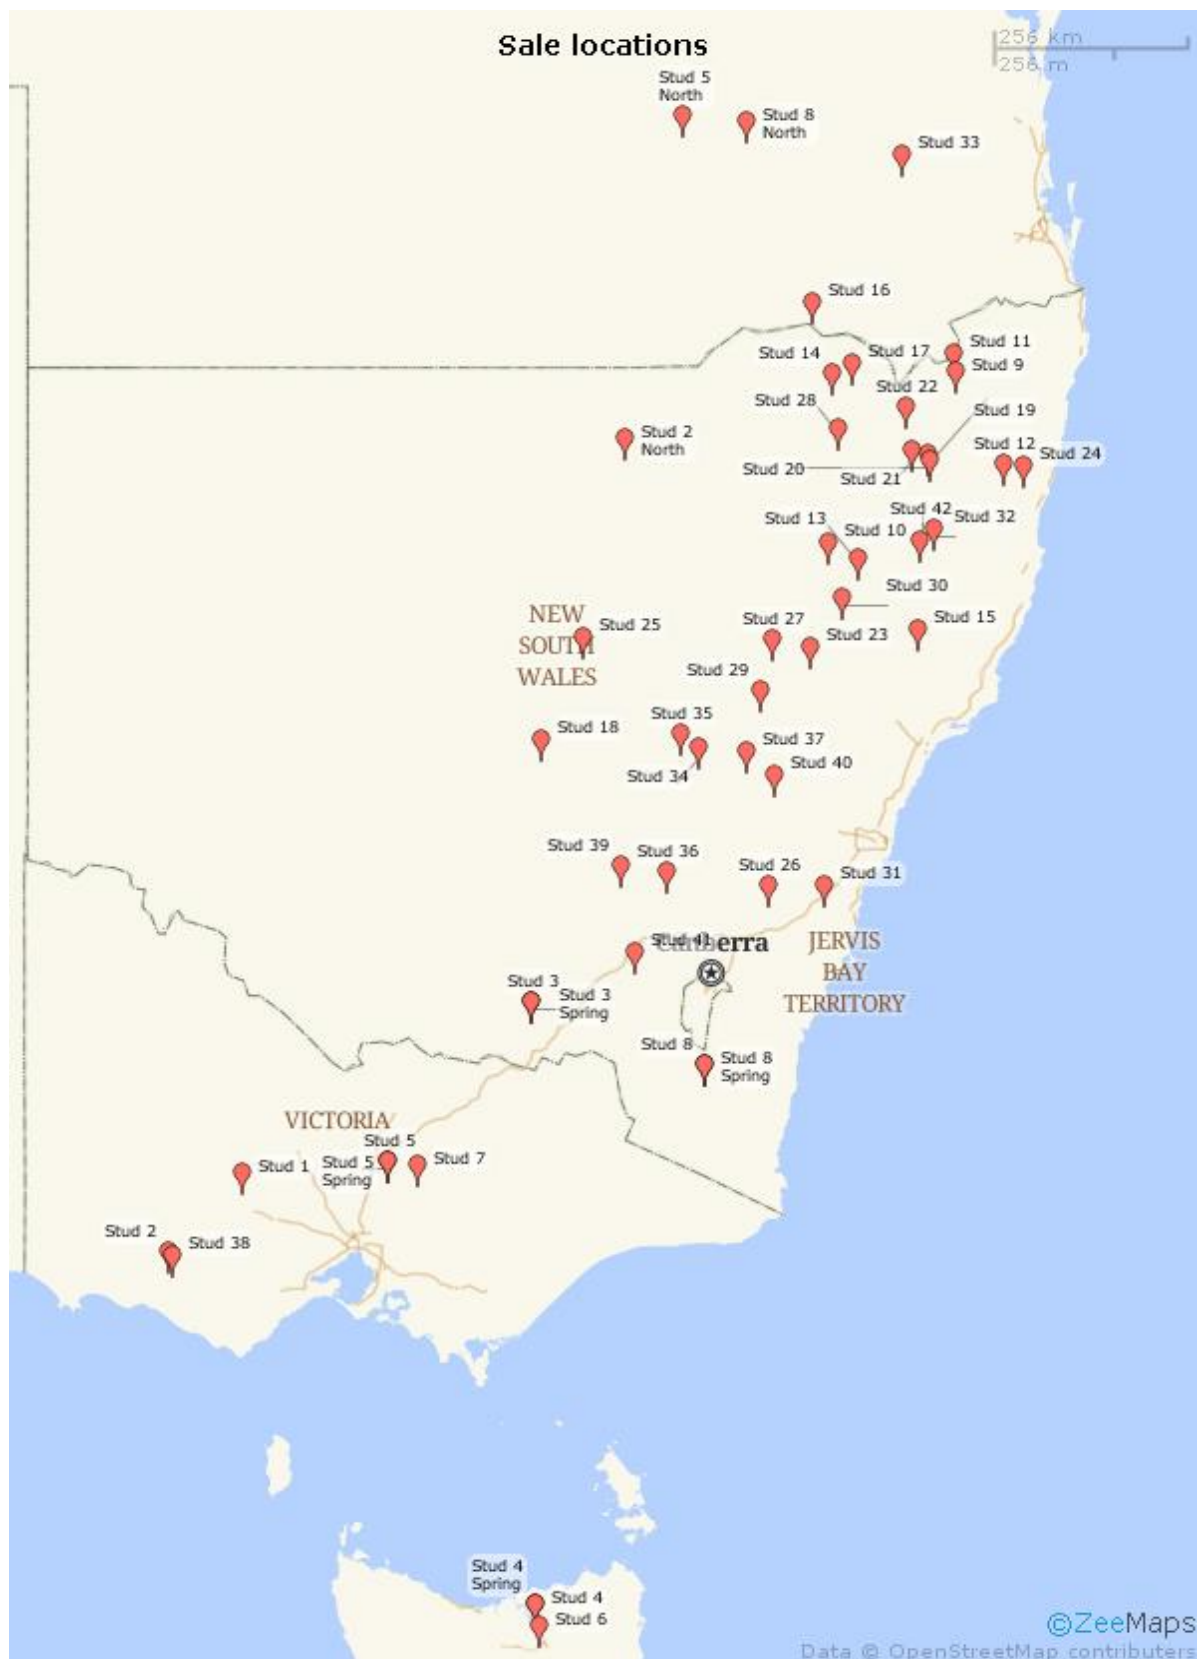 Sale locations
256 km
256 m
Stud 5
North
Stud 8
North
Stud 33
Stud 16
Stud 11
Stud 17
Stud 14
Stud 9
Stud 22
Stud 28
Stud 19
Stud 2
North
Stud 12
Stud 24
Stud 20
Stud 21
Stud 42
Stud 32
Stud 13
Stud 10
Stud 30
NEW
SOUTH
WALES
Stud 25
Stud 27
Stud 23
Stud 15
Stud 29
Stud 35
Stud 18
Stud 37
Stud 34
Stud 40
Stud 39
Stud 36
Stud 26
Stud 31
Stud 41
Canberra
JERVIS
BAY
TERRITORY
Stud 3
Stud 3
Spring
Stud 8
Stud 8
Spring
VICTORIA
Stud 5
Stud 5
Spring
Stud 7
Stud 1
Stud 2
Stud 38
Stud 4
Spring
Stud 4
Stud 6
©ZeeMaps
Data © OpenStreetMap contributers